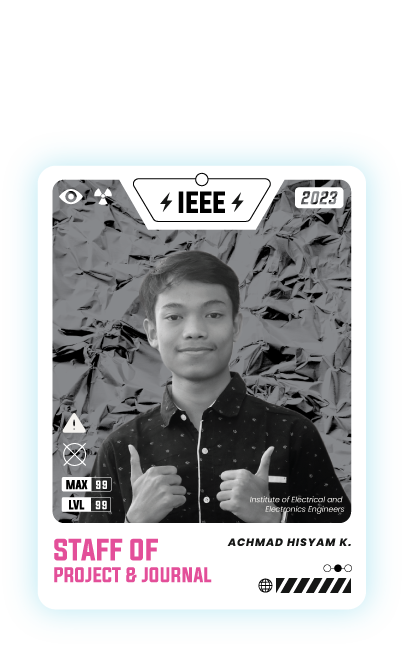 IEEE
2023
MAX 99
LVL 99
Institute of Electrical and
Electronics Engineers
STAFF OF
PROJECT & JOURNAL
ACHMAD HISYAM K.